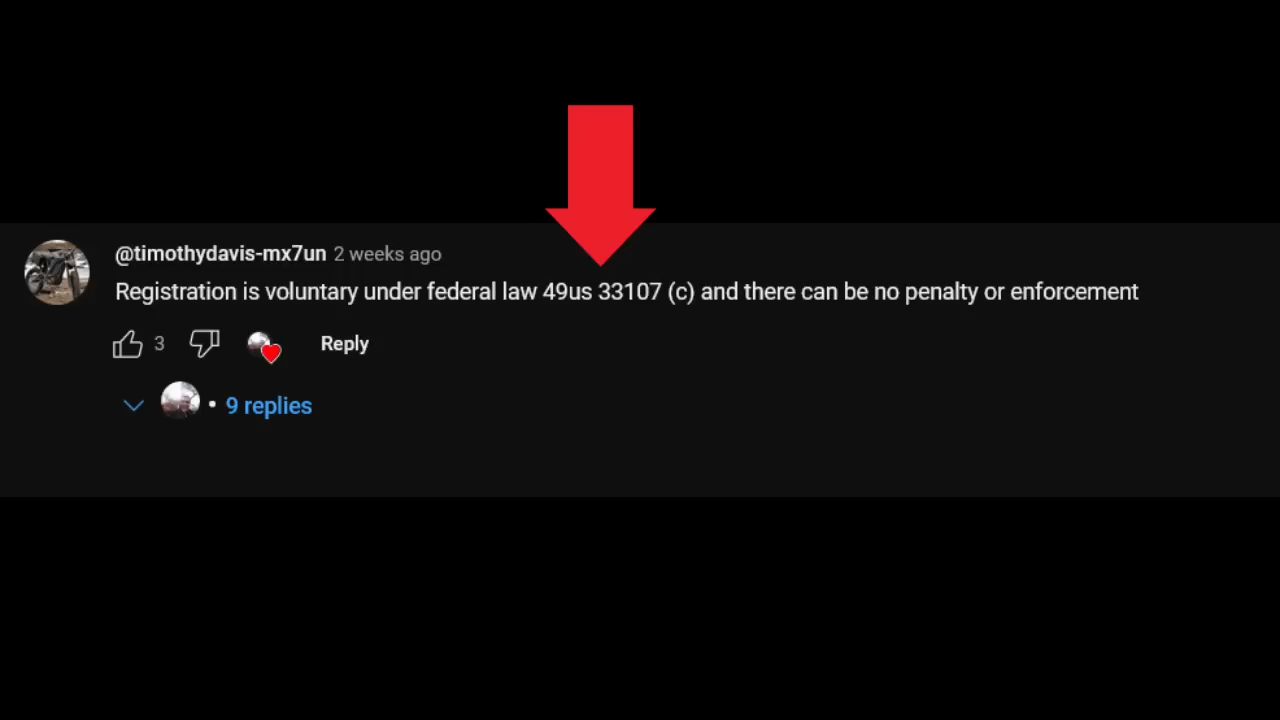 @timothydavis-mx7un 2 weeks ago
Registration is voluntary under federal law 49us 33107 (c) and there can be no penalty or enforcement
3 Reply
• 9 replies